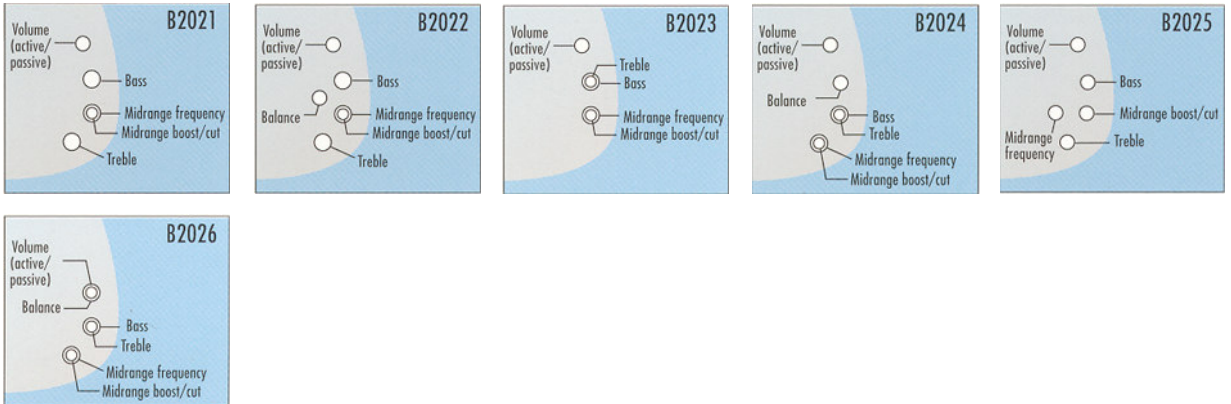 B2021
Volume
(active/
passive)
Bass
Midrange frequency
Midrange boost/cut
Treble
B2022
Volume
(active/
passive)
Bass
Balance
Midrange frequency
Midrange boost/cut
Treble
B2023
Volume
(active/
passive)
Treble
Bass
Midrange frequency
Midrange boost/cut
B2024
Volume
(active/
passive)
Balance
Bass
Treble
Midrange frequency
Midrange boost/cut
B2025
Volume
(active/
passive)
Bass
Midrange boost/cut
Midrange
frequency
Treble
B2026
Volume
(active/
passive)
Balance
Bass
Treble
Midrange frequency
Midrange boost/cut